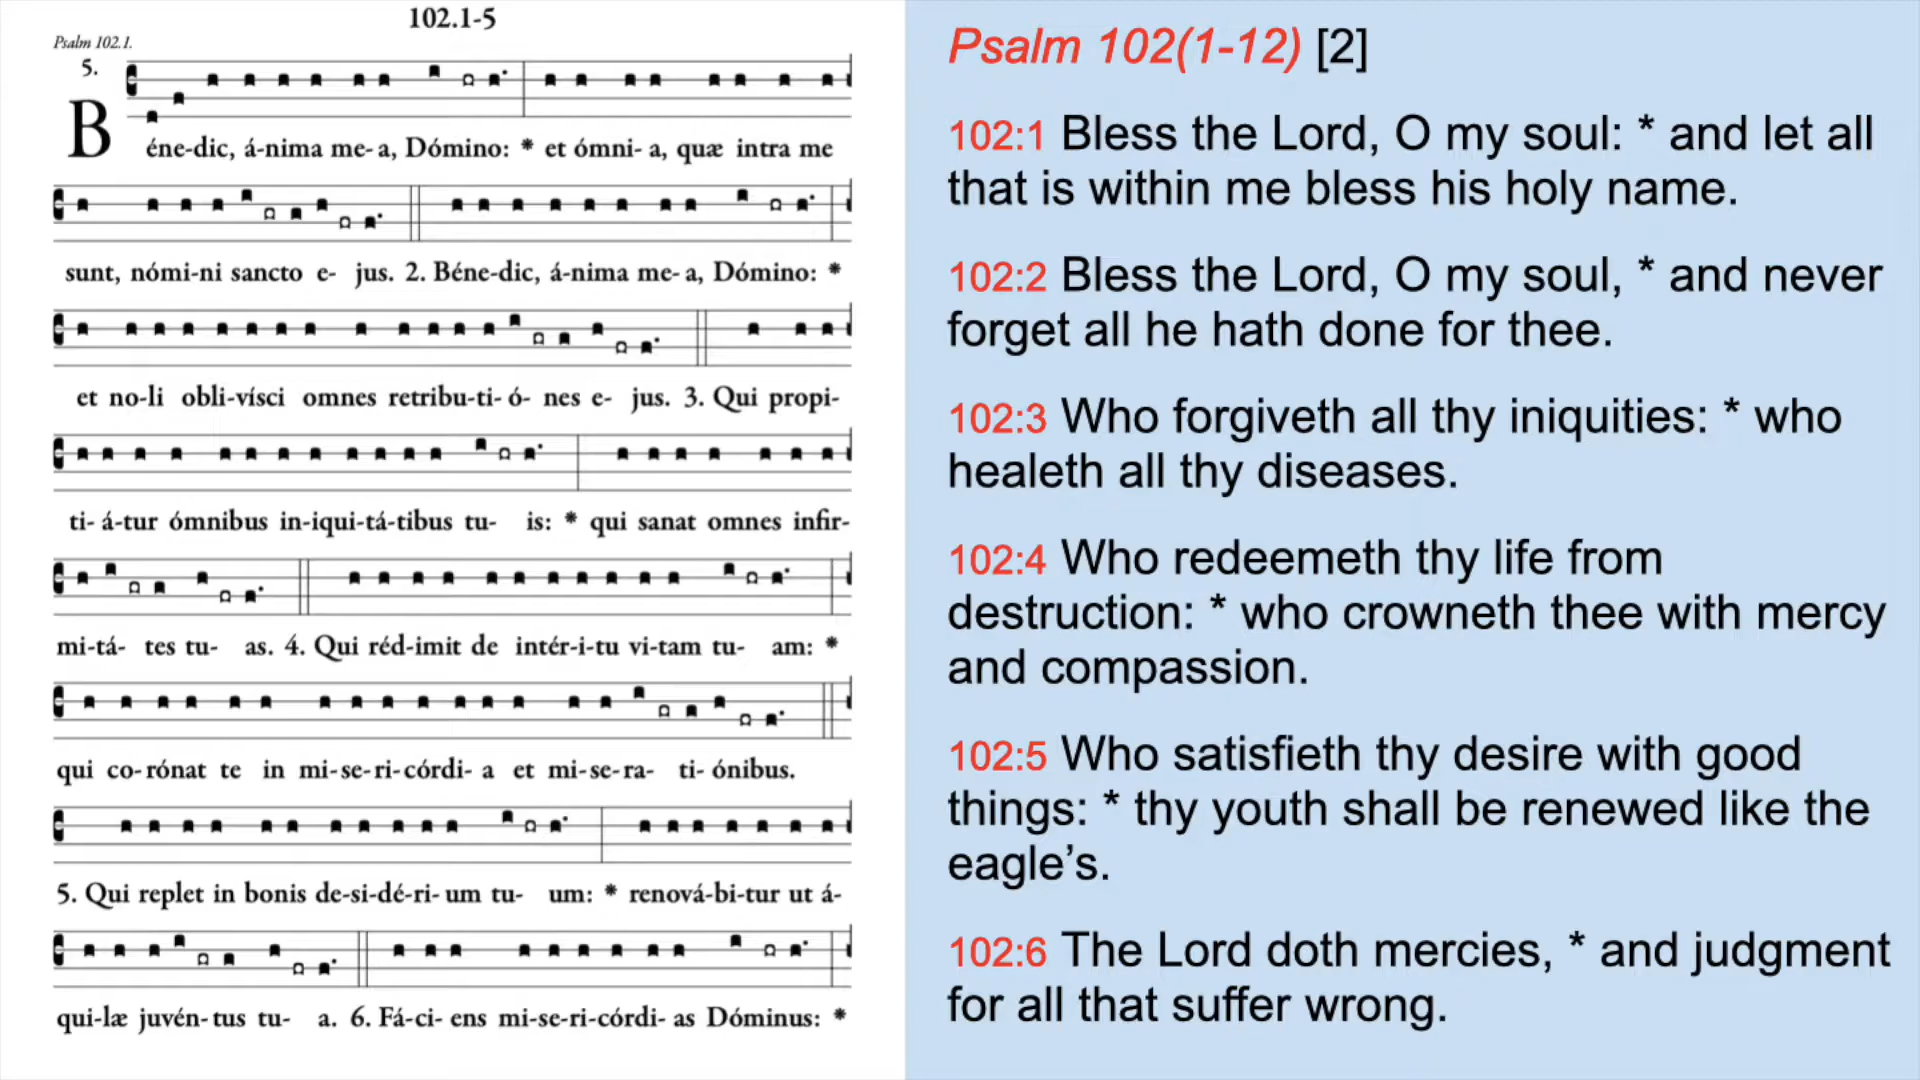 102.1-5
Psalm 102.1.
5.
Béne-dic, á-nima me-a, Dómino: * et ómni-a, quæ intra me
sunt, nómi-ni sancto e- jus. 2. Béne-dic, á-nima me-a, Dómino: *
et no-li obli-vísci omnes retribu-ti-ó- nes e- jus. 3. Qui propi-
ti-á-tur ómnibus in-iqui-tá-tibus tu- is: * qui sanat omnes infir-
mi-tá- tes tu- as. 4. Qui réd-imit de intér-i-tu vi-tam tu- am: *
qui co-rónat te in mi-se-ri-córdi-a et mi-se-ra- ti-ónibus.
5. Qui replet in bonis de-si-dé-ri-um tu- um: * renová-bi-tur ut á-
qui-læ juvén-tus tu- a. 6. Fá-ci-ens mi-se-ri-córdi-as Dóminus: *
Psalm 102(1-12) [2]
102:1 Bless the Lord, O my soul: * and let all
that is within me bless his holy name.
102:2 Bless the Lord, O my soul, * and never
forget all he hath done for thee.
102:3 Who forgiveth all thy iniquities: * who
healeth all thy diseases.
102:4 Who redeemeth thy life from
destruction: * who crowneth thee with mercy
and compassion.
102:5 Who satisfieth thy desire with good
things: * thy youth shall be renewed like the
eagle’s.
102:6 The Lord doth mercies, * and judgment
for all that suffer wrong.